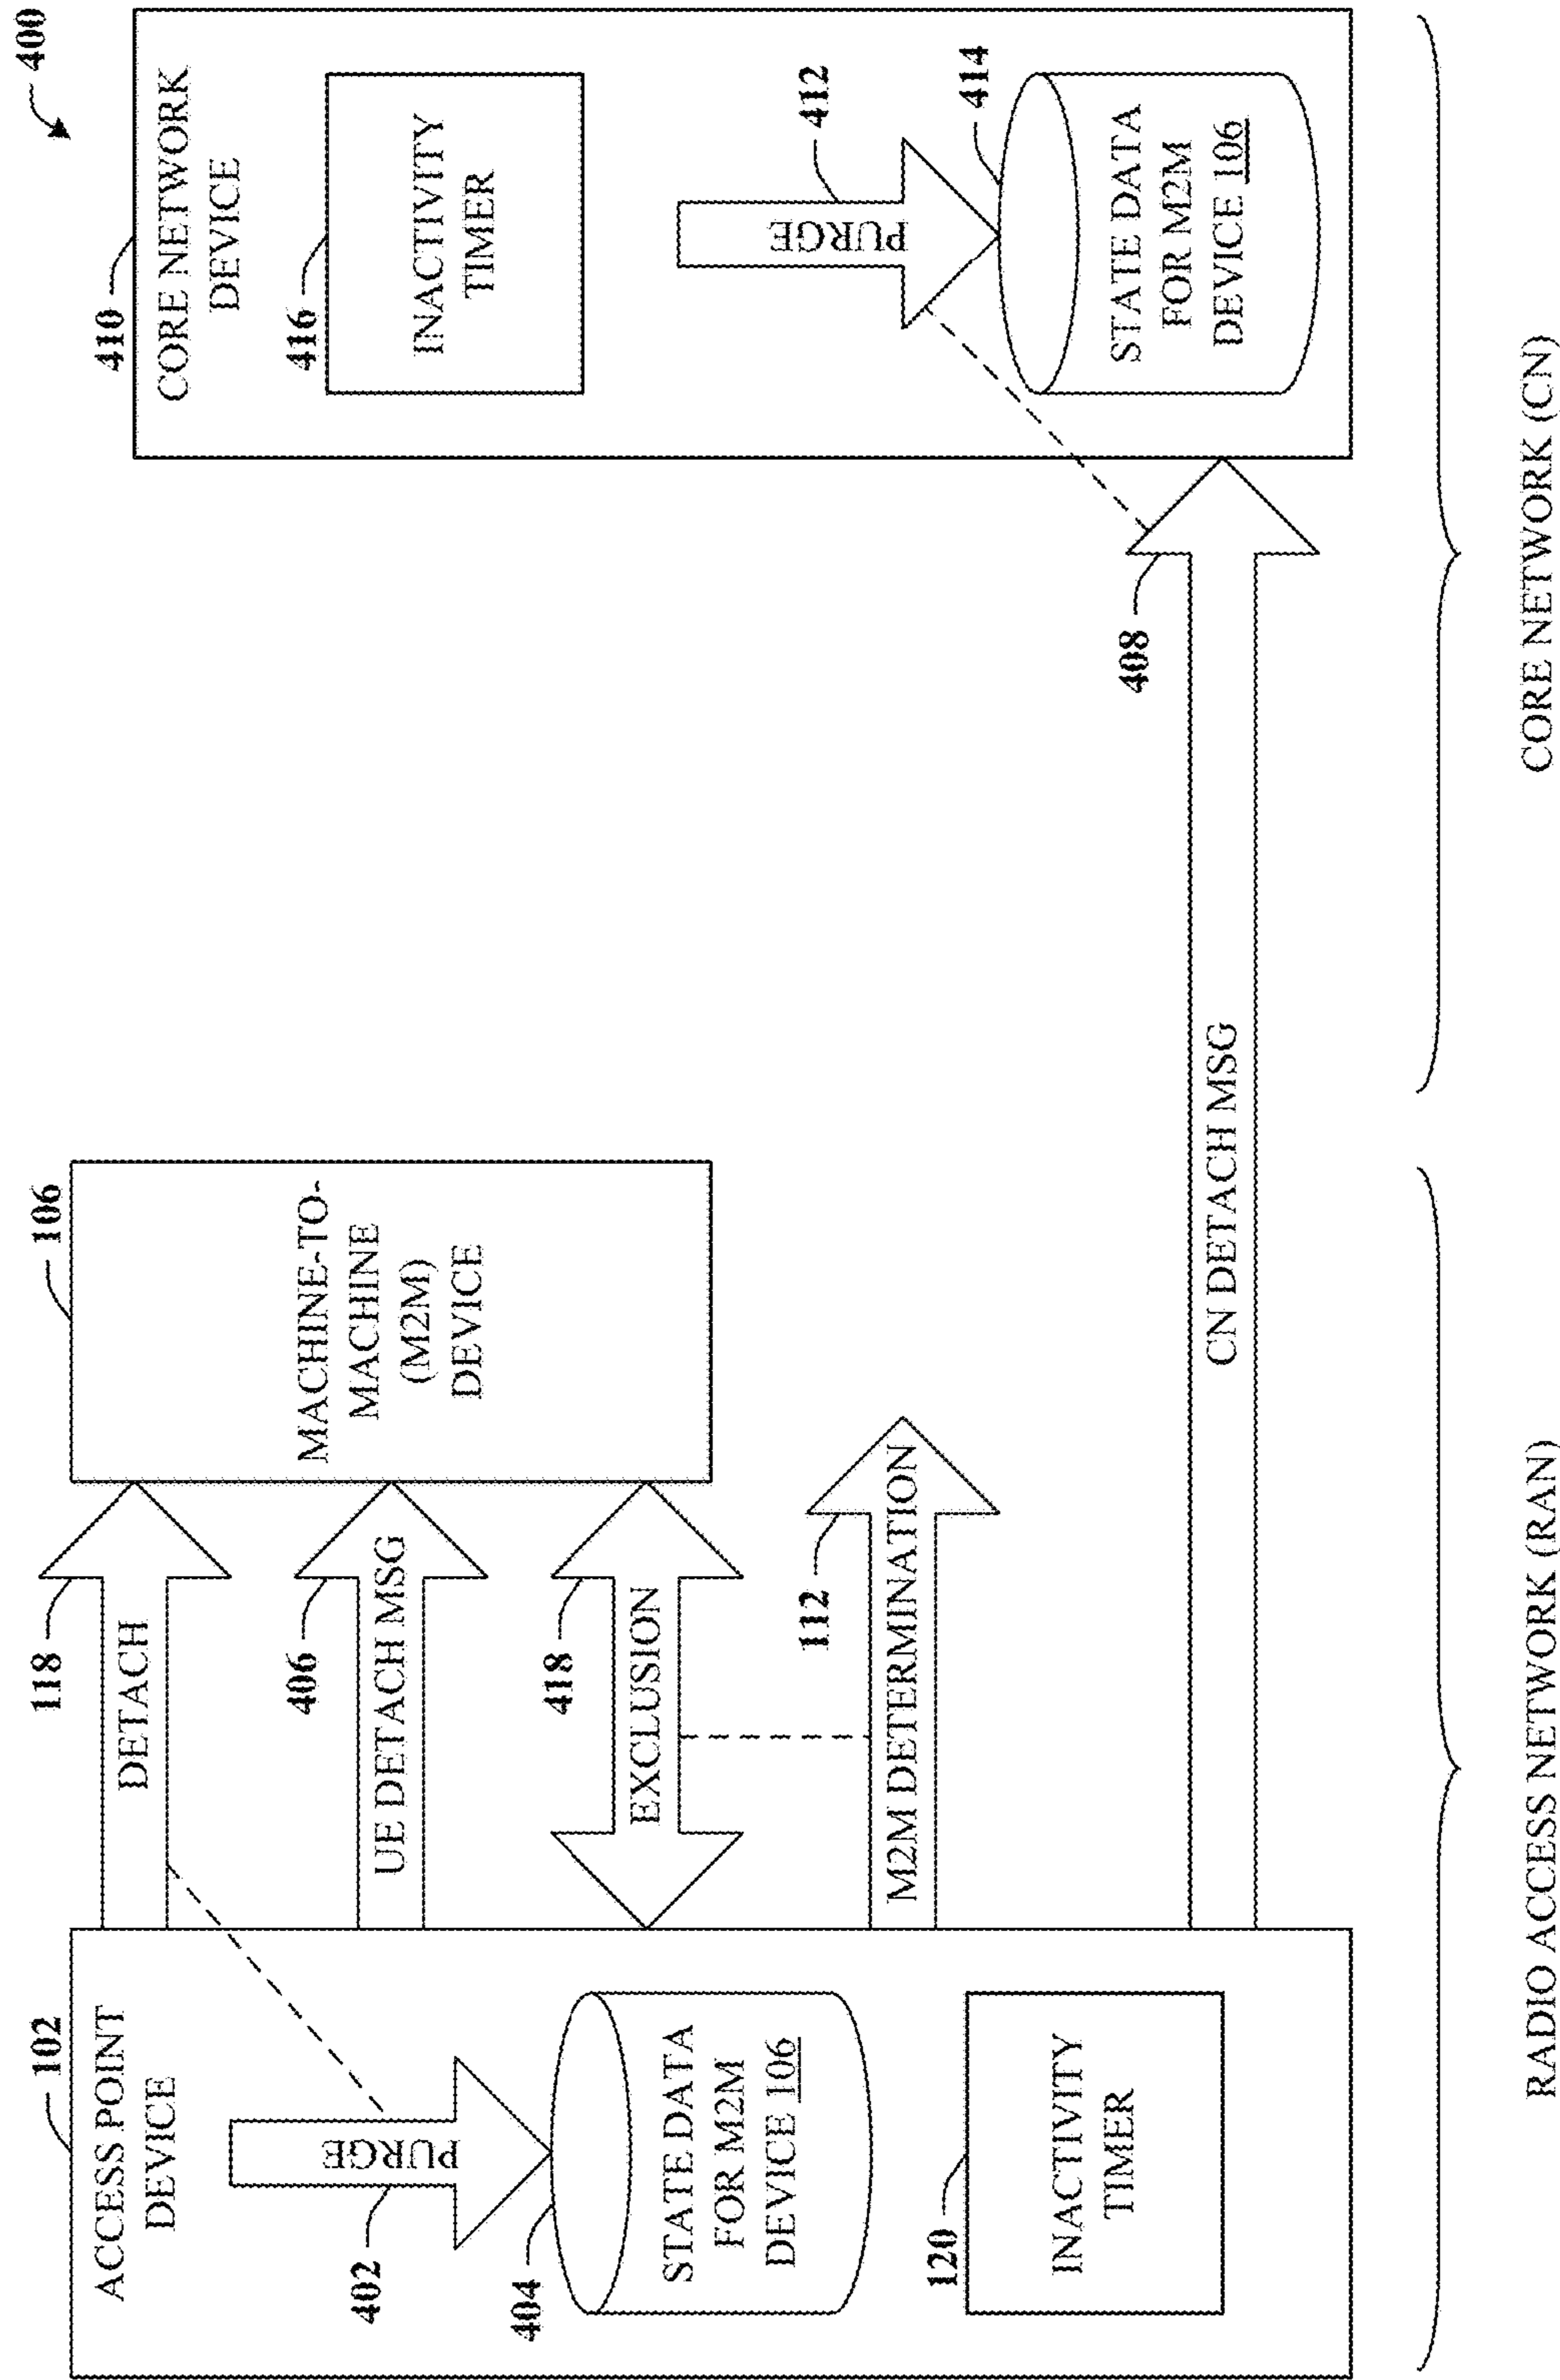 400
102
ACCESS POINT
DEVICE
402
PURGE
404
STATE DATA
FOR M2M
DEVICE 106
120
INACTIVITY
TIMER
118
DETACH
406
UE DETACH MSG
418
EXCLUSION
112
M2M DETERMINATION
106
MACHINE-TO-
MACHINE
(M2M)
DEVICE
408
CN DETACH MSG
410
CORE NETWORK
DEVICE
416
INACTIVITY
TIMER
412
PURGE
414
STATE DATA
FOR M2M
DEVICE 106
RADIO ACCESS NETWORK (RAN)
CORE NETWORK (CN)